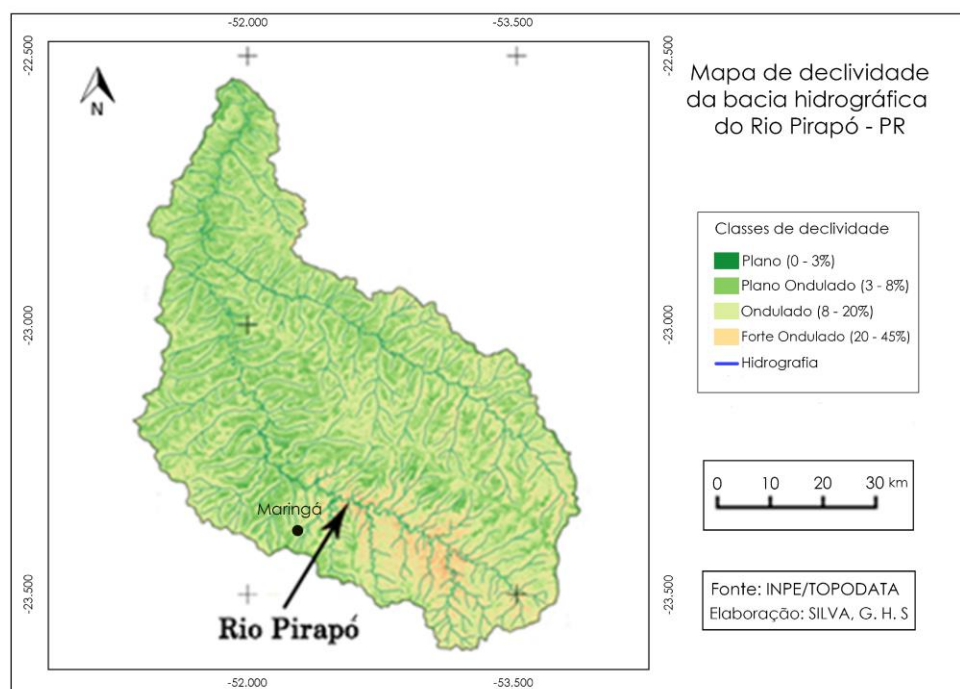 -52.000
-53.500
-22.500
-22.500
N
Mapa de declividade
da bacia hidrográfica
do Rio Pirapó - PR
Classes de declividade
Plano (0 - 3%)
Plano Ondulado (3 - 8%)
Ondulado (8 - 20%)
Forte Ondulado (20 - 45%)
Hidrografia
-23.000
-23.000
0 10 20 30 km
Maringá
Rio Pirapó
-23.500
-23.500
Fonte: INPE/TOPODATA
Elaboração: SILVA, G. H. S
-52.000
-53.500